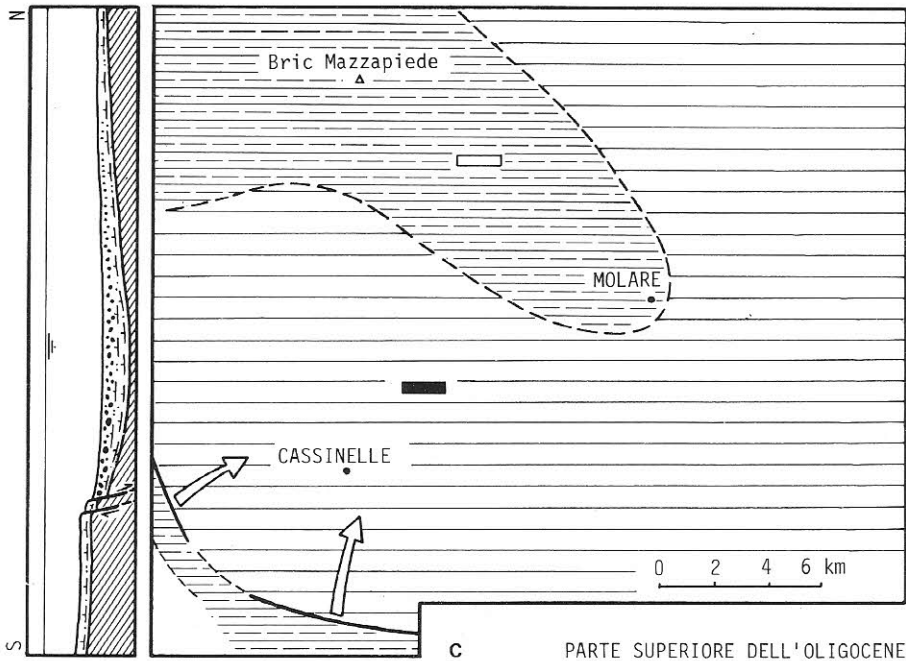 N
Bric Mazzapiede
MOLARE
CASSINELLE
0 2 4 6 km
S
C PARTE SUPERIORE DELL'OLIGOCENE